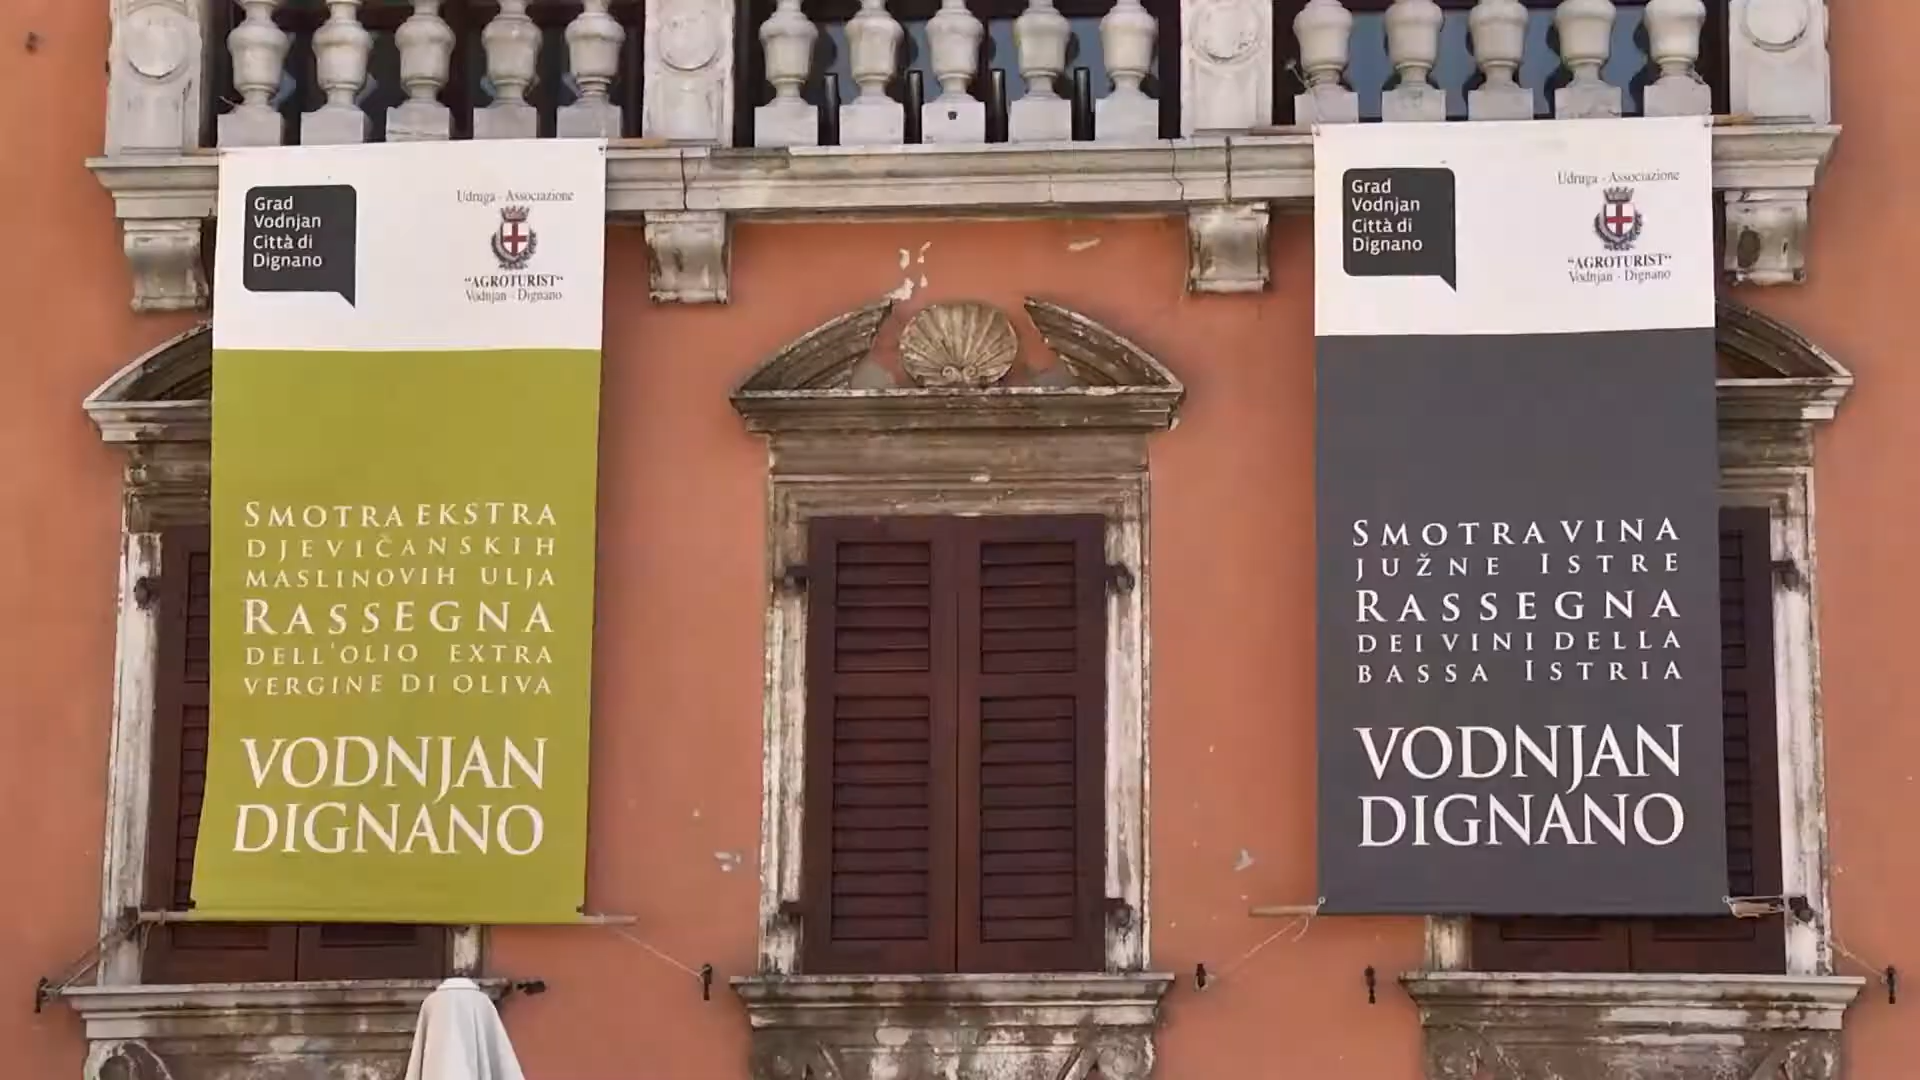 Grad
Vodnjan
Città di
Dignano
Udruga - Associazione
"AGROTURIST"
Vodnjan - Dignano
SMOTRA EKSTRA
DJEVIČANSKIH
MASLINOVIH ULJA
RASSEGNA
DELL'OLIO EXTRA
VERGINE DI OLIVA
VODNJAN
DIGNANO
Grad
Vodnjan
Città di
Dignano
Udruga - Associazione
"AGROTURIST"
Vodnjan - Dignano
SMOTRA VINA
JUŽNE ISTRE
RASSEGNA
DEI VINI DELLA
BASSA ISTRIA
VODNJAN
DIGNANO